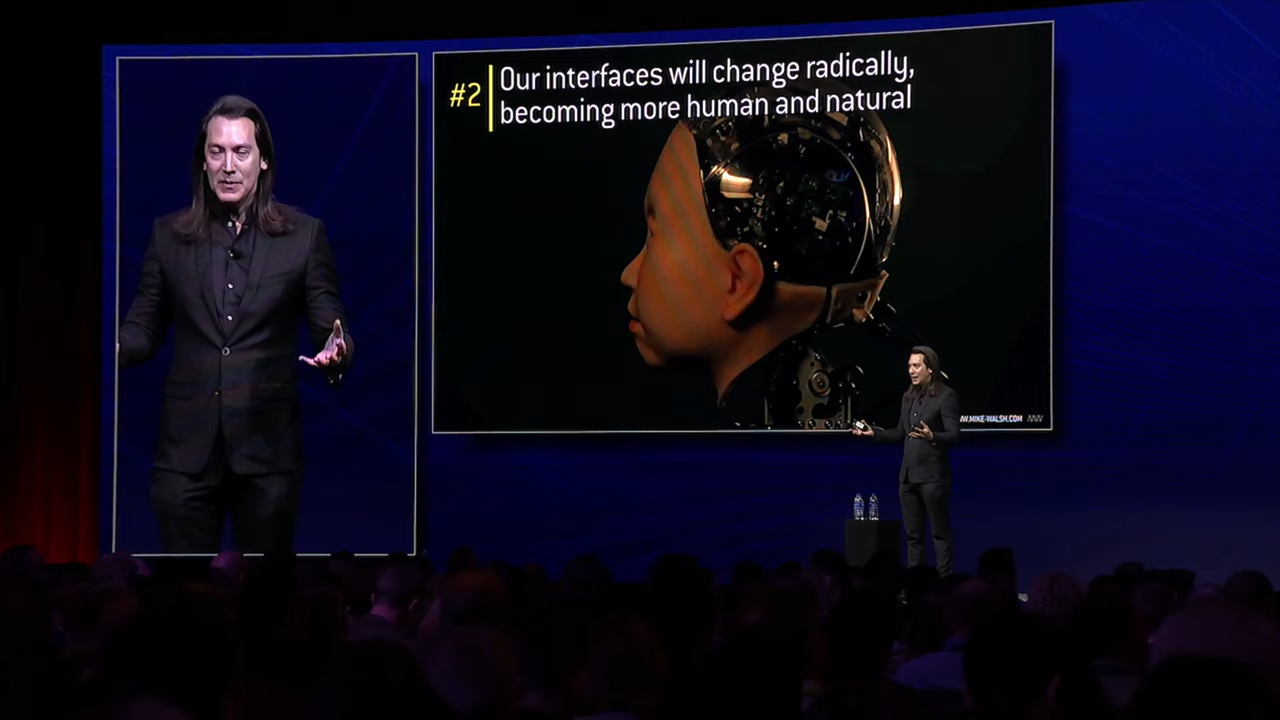 #2
Our interfaces will change radically,
becoming more human and natural
W.MIKE-WALSH.COM